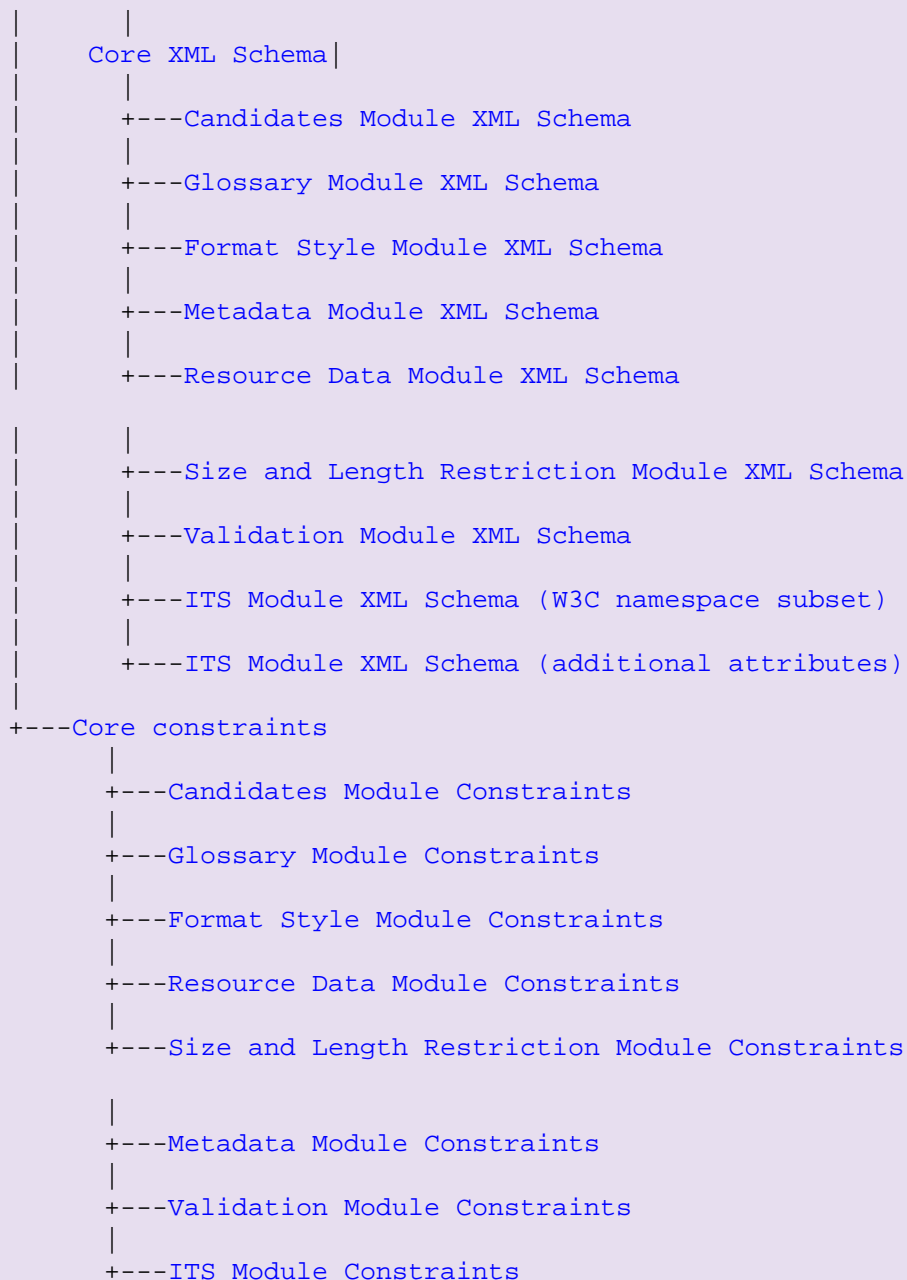 |       |
|     Core XML Schema|
|       |
|       +---Candidates Module XML Schema
|       |
|       +---Glossary Module XML Schema
|       |
|       +---Format Style Module XML Schema
|       |
|       +---Metadata Module XML Schema
|       |
|       +---Resource Data Module XML Schema

|       |
|       +---Size and Length Restriction Module XML Schema
|       |
|       +---Validation Module XML Schema
|       |
|       +---ITS Module XML Schema (W3C namespace subset)
|       |
|       +---ITS Module XML Schema (additional attributes)
|
+---Core constraints
      |
      +---Candidates Module Constraints
      |
      +---Glossary Module Constraints
      |
      +---Format Style Module Constraints
      |
      +---Resource Data Module Constraints
      |
      +---Size and Length Restriction Module Constraints

      |
      +---Metadata Module Constraints
      |
      +---Validation Module Constraints
      |
      +---ITS Module Constraints